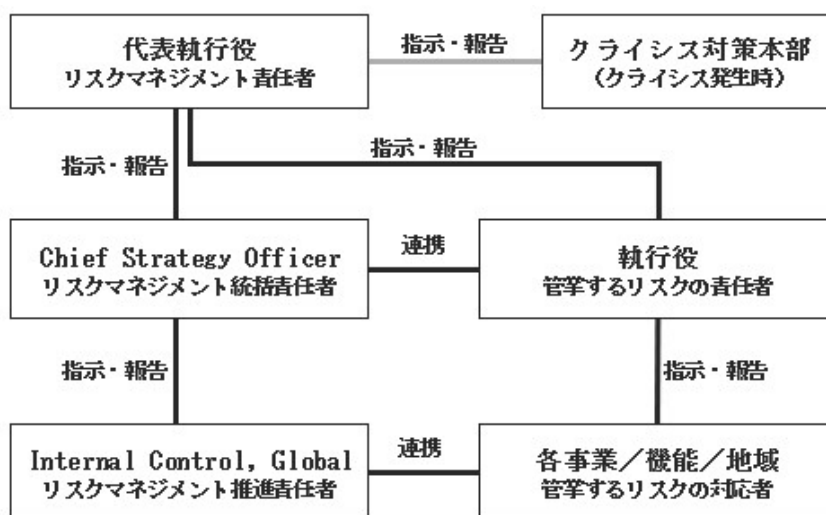 代表執行役
リスクマネジメント責任者
指示・報告
クライシス対策本部
(クライシス発生時)
指示・報告
指示・報告
Chief Strategy Officer
リスクマネジメント統括責任者
連携
執行役
管掌するリスクの責任者
指示・報告
指示・報告
Internal Control, Global
リスクマネジメント推進責任者
連携
各事業/機能/地域
管掌するリスクの対応者